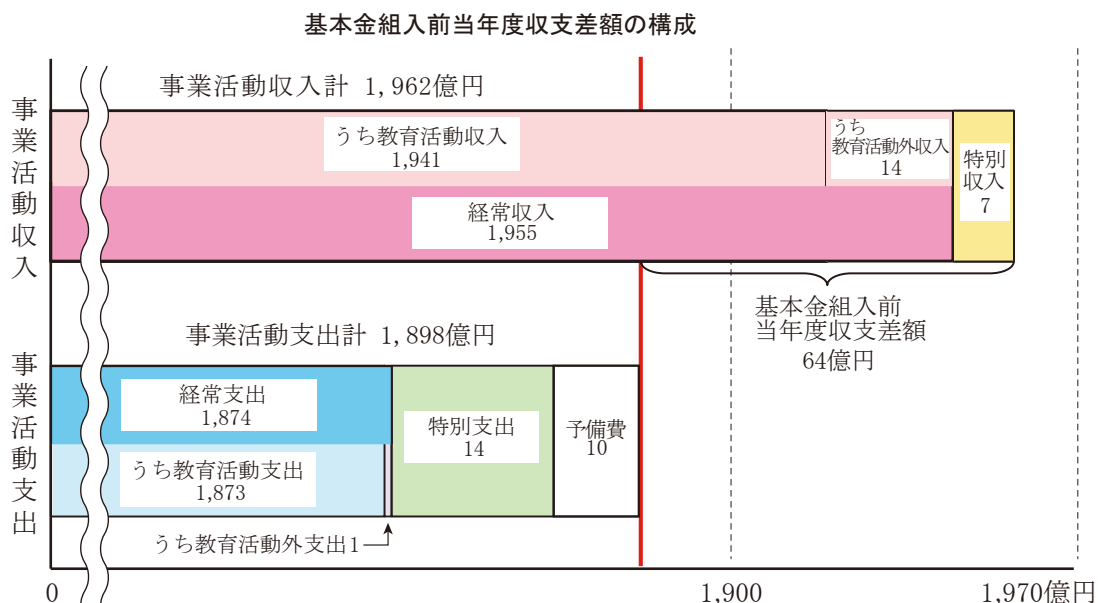 基本金組入前当年度収支差額の構成
事業活動収入
事業活動収入計 1,962億円
うち教育活動収入
1,941
うち
教育活動外収入
14
特別
収入
7
経常収入
1,955
基本金組入前
当年度収支差額
64億円
事業活動支出
事業活動支出計 1,898億円
経常支出
1,874
特別支出
14
予備費
10
うち教育活動支出
1,873
うち教育活動外支出1
0
1,900
1,970億円